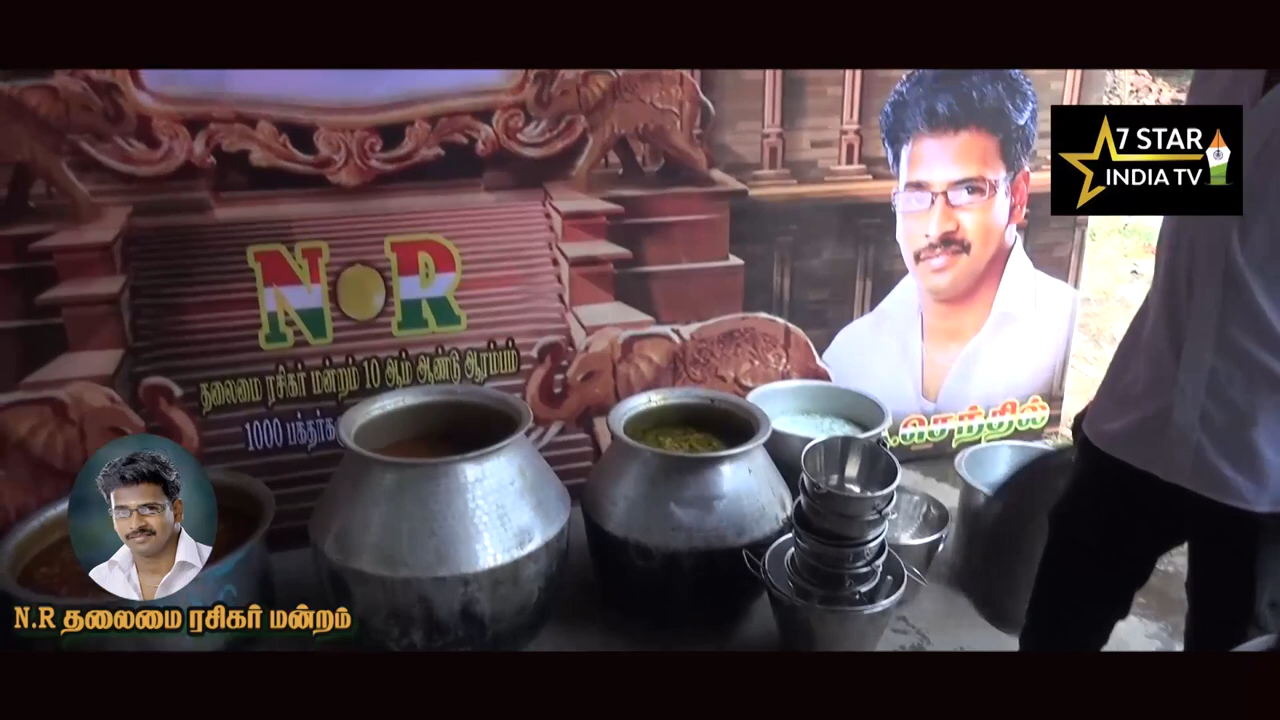 7 STAR
INDIA TV
N R
தலைமை ரசிகர் மன்றம் 10 ஆம் ஆண்டு ஆரம்பம்
1000
செந்தில்
N.R தலைமை ரசிகர் மன்றம்